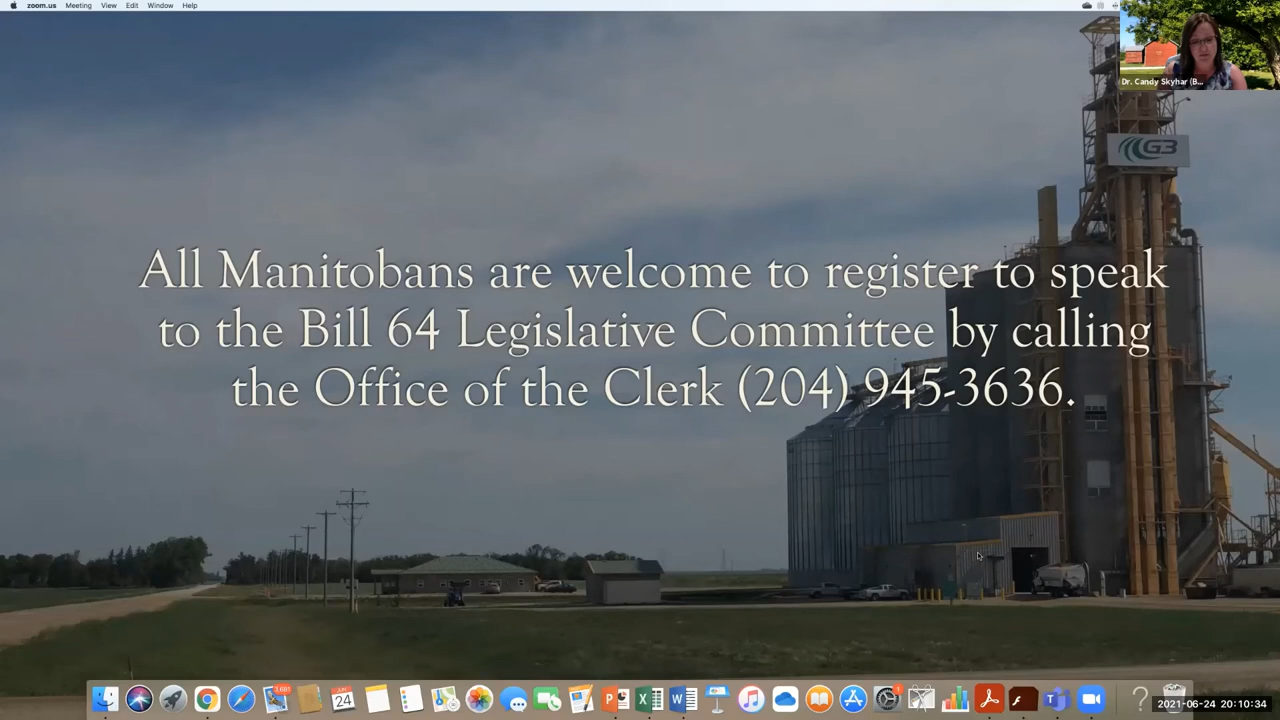 zoom.us Meeting View Edit Window Help
Dr. Candy Skyhar (B...
G3
All Manitobans are welcome to register to speak
to the Bill 64 Legislative Committee by calling
the Office of the Clerk (204) 945-3636.
JUN
24
2021-06-24 20:10:34